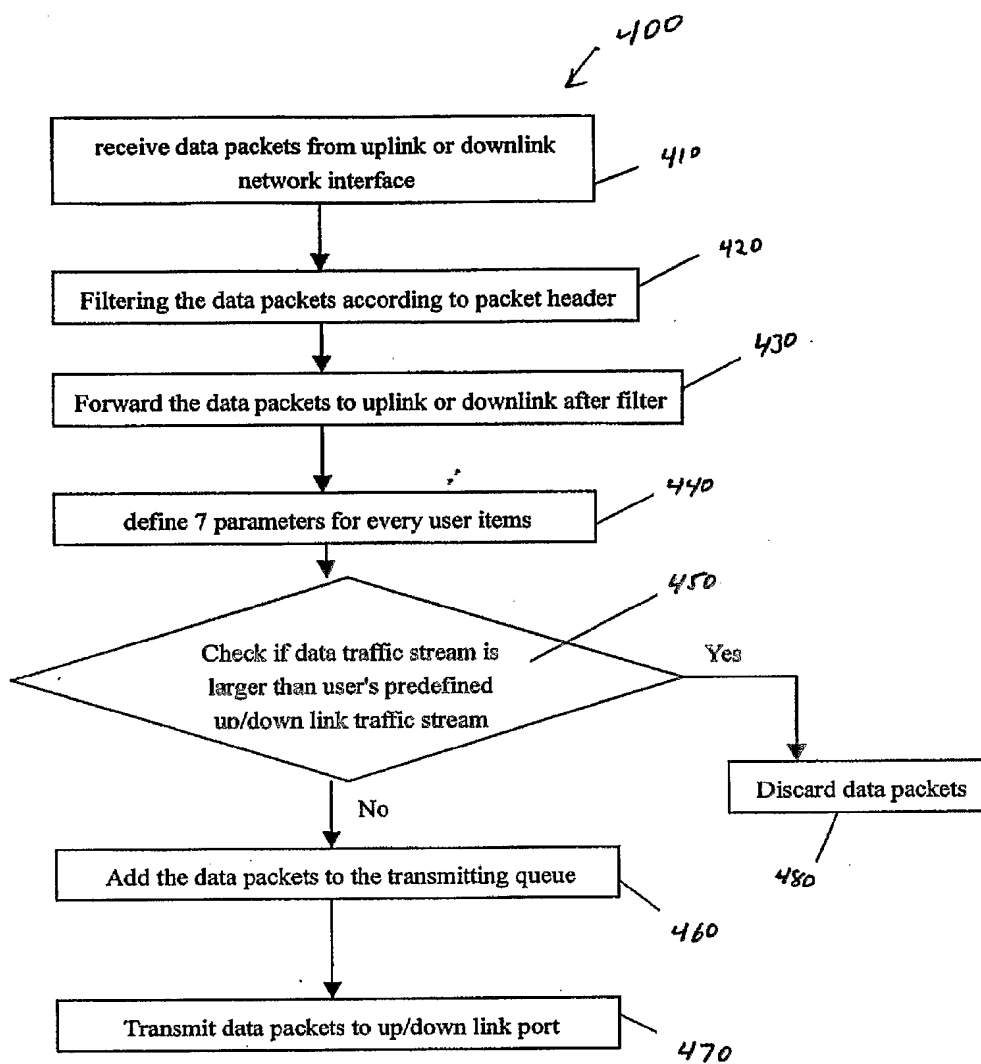 400
receive data packets from uplink or downlink
network interface
410
420
Filtering the data packets according to packet header
430
Forward the data packets to uplink or downlink after filter
440
define 7 parameters for every user items
450
Check if data traffic stream is
larger than user's predefined
up/down link traffic stream
Yes
Discard data packets
480
No
Add the data packets to the transmitting queue
460
Transmit data packets to up/down link port
470